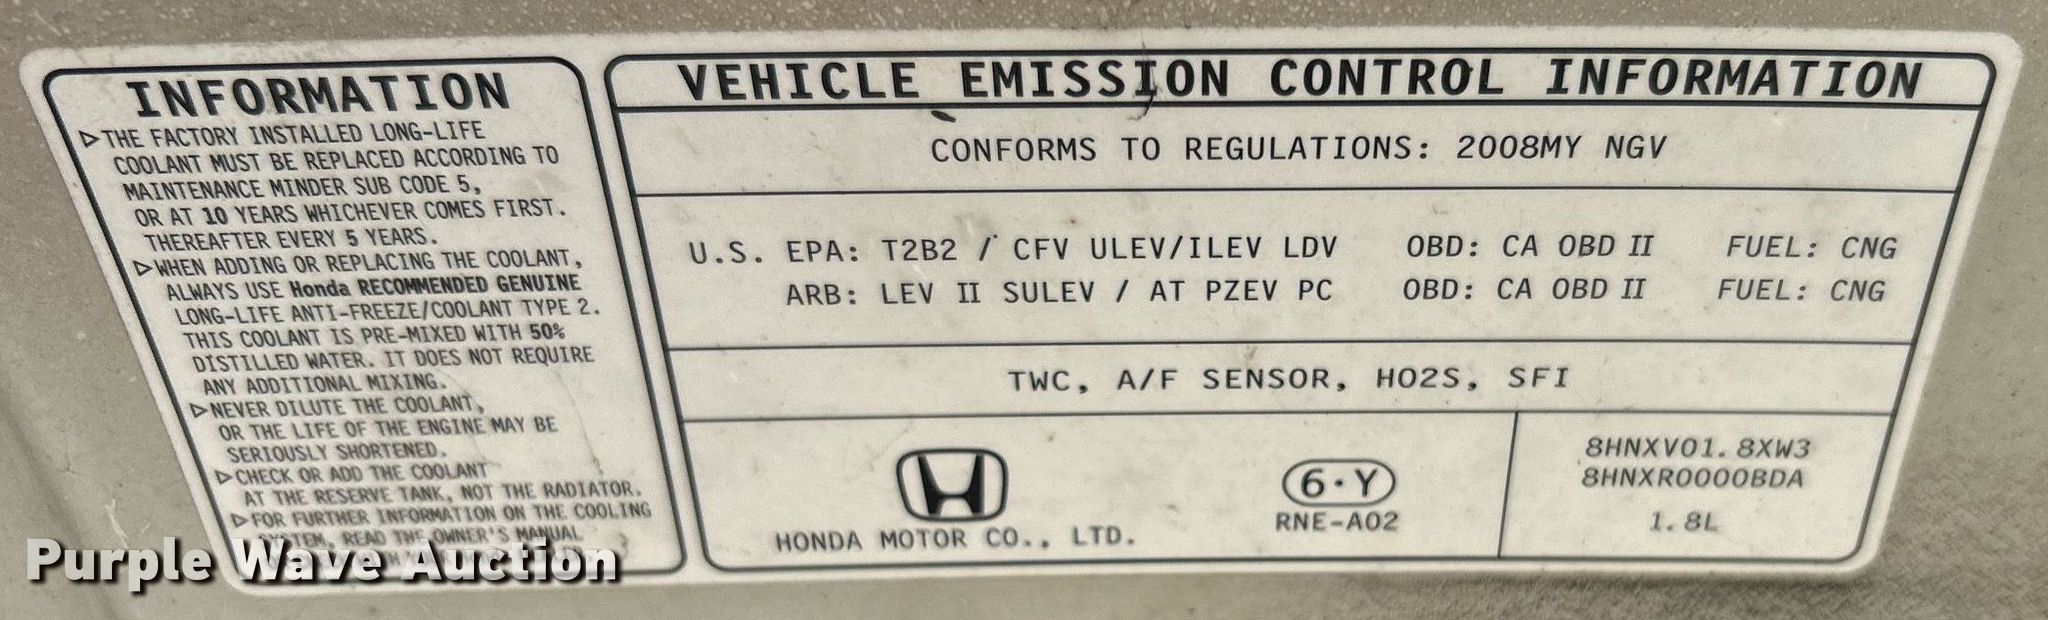 INFORMATION
▷THE FACTORY INSTALLED LONG-LIFE
COOLANT MUST BE REPLACED ACCORDING TO
MAINTENANCE MINDER SUB CODE 5,
OR AT 10 YEARS WHICHEVER COMES FIRST.
THEREAFTER EVERY 5 YEARS.
▷WHEN ADDING OR REPLACING THE COOLANT,
ALWAYS USE Honda RECOMMENDED GENUINE
LONG-LIFE ANTI-FREEZE/COOLANT TYPE 2.
THIS COOLANT IS PRE-MIXED WITH 50%
DISTILLED WATER. IT DOES NOT REQUIRE
ANY ADDITIONAL MIXING.
▷NEVER DILUTE THE COOLANT,
OR THE LIFE OF THE ENGINE MAY BE
SERIOUSLY SHORTENED.
▷CHECK OR ADD THE COOLANT
AT THE RESERVE TANK, NOT THE RADIATOR.
▷FOR FURTHER INFORMATION ON THE COOLING
SYSTEM, READ THE OWNER'S MANUAL
VEHICLE EMISSION CONTROL INFORMATION
CONFORMS TO REGULATIONS: 2008MY NGV
U.S. EPA: T2B2 / CFV ULEV/ILEV LDV OBD: CA OBD II FUEL: CNG
ARB: LEV II SULEV / AT PZEV PC OBD: CA OBD II FUEL: CNG
TWC, A/F SENSOR, HO2S, SFI
HONDA MOTOR CO., LTD.
6·Y
RNE-A02
8HNXV01.8XW3
8HNXR0000BDA
1.8L
Purple Wave Auction